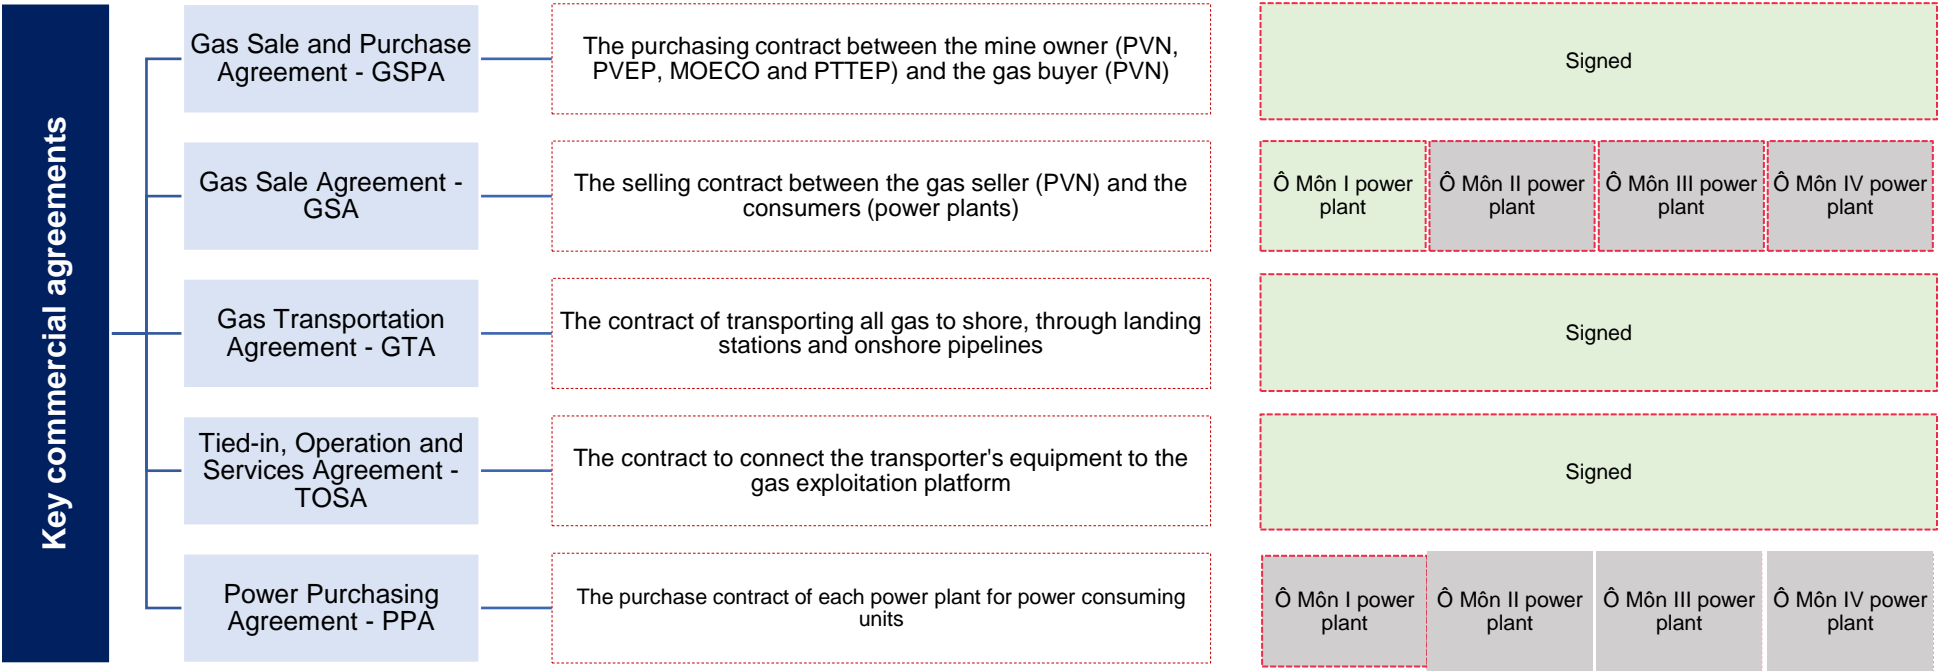 Key commercial agreements
Gas Sale and Purchase
Agreement - GSPA
The purchasing contract between the mine owner (PVN,
PVEP, MOECO and PTTEP) and the gas buyer (PVN)
Signed
Gas Sale Agreement -
GSA
The selling contract between the gas seller (PVN) and the
consumers (power plants)
Ô Môn I power
plant
Ô Môn II power
plant
Ô Môn III power
plant
Ô Môn IV power
plant
Gas Transportation
Agreement - GTA
The contract of transporting all gas to shore, through landing
stations and onshore pipelines
Signed
Tied-in, Operation and
Services Agreement -
TOSA
The contract to connect the transporter's equipment to the
gas exploitation platform
Signed
Power Purchasing
Agreement - PPA
The purchase contract of each power plant for power consuming
units
Ô Môn I power
plant
Ô Môn II power
plant
Ô Môn III power
plant
Ô Môn IV power
plant